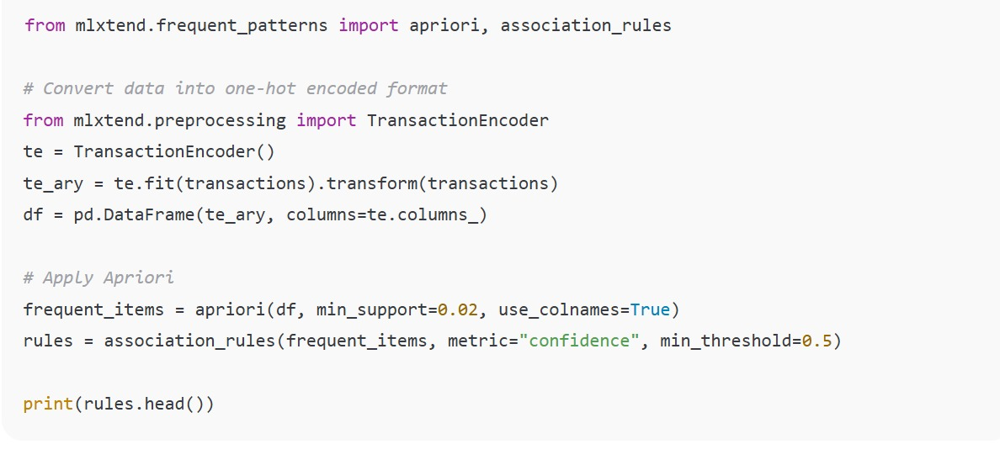 from mlxtend.frequent_patterns import apriori, association_rules
# Convert data into one-hot encoded format
from mlxtend.preprocessing import TransactionEncoder
te = TransactionEncoder()
te_ary = te.fit(transactions).transform(transactions)
df = pd.DataFrame(te_ary, columns=te.columns_)
# Apply Apriori
frequent_items = apriori(df, min_support=0.02, use_colnames=True)
rules = association_rules(frequent_items, metric="confidence", min_threshold=0.5)
print(rules.head())